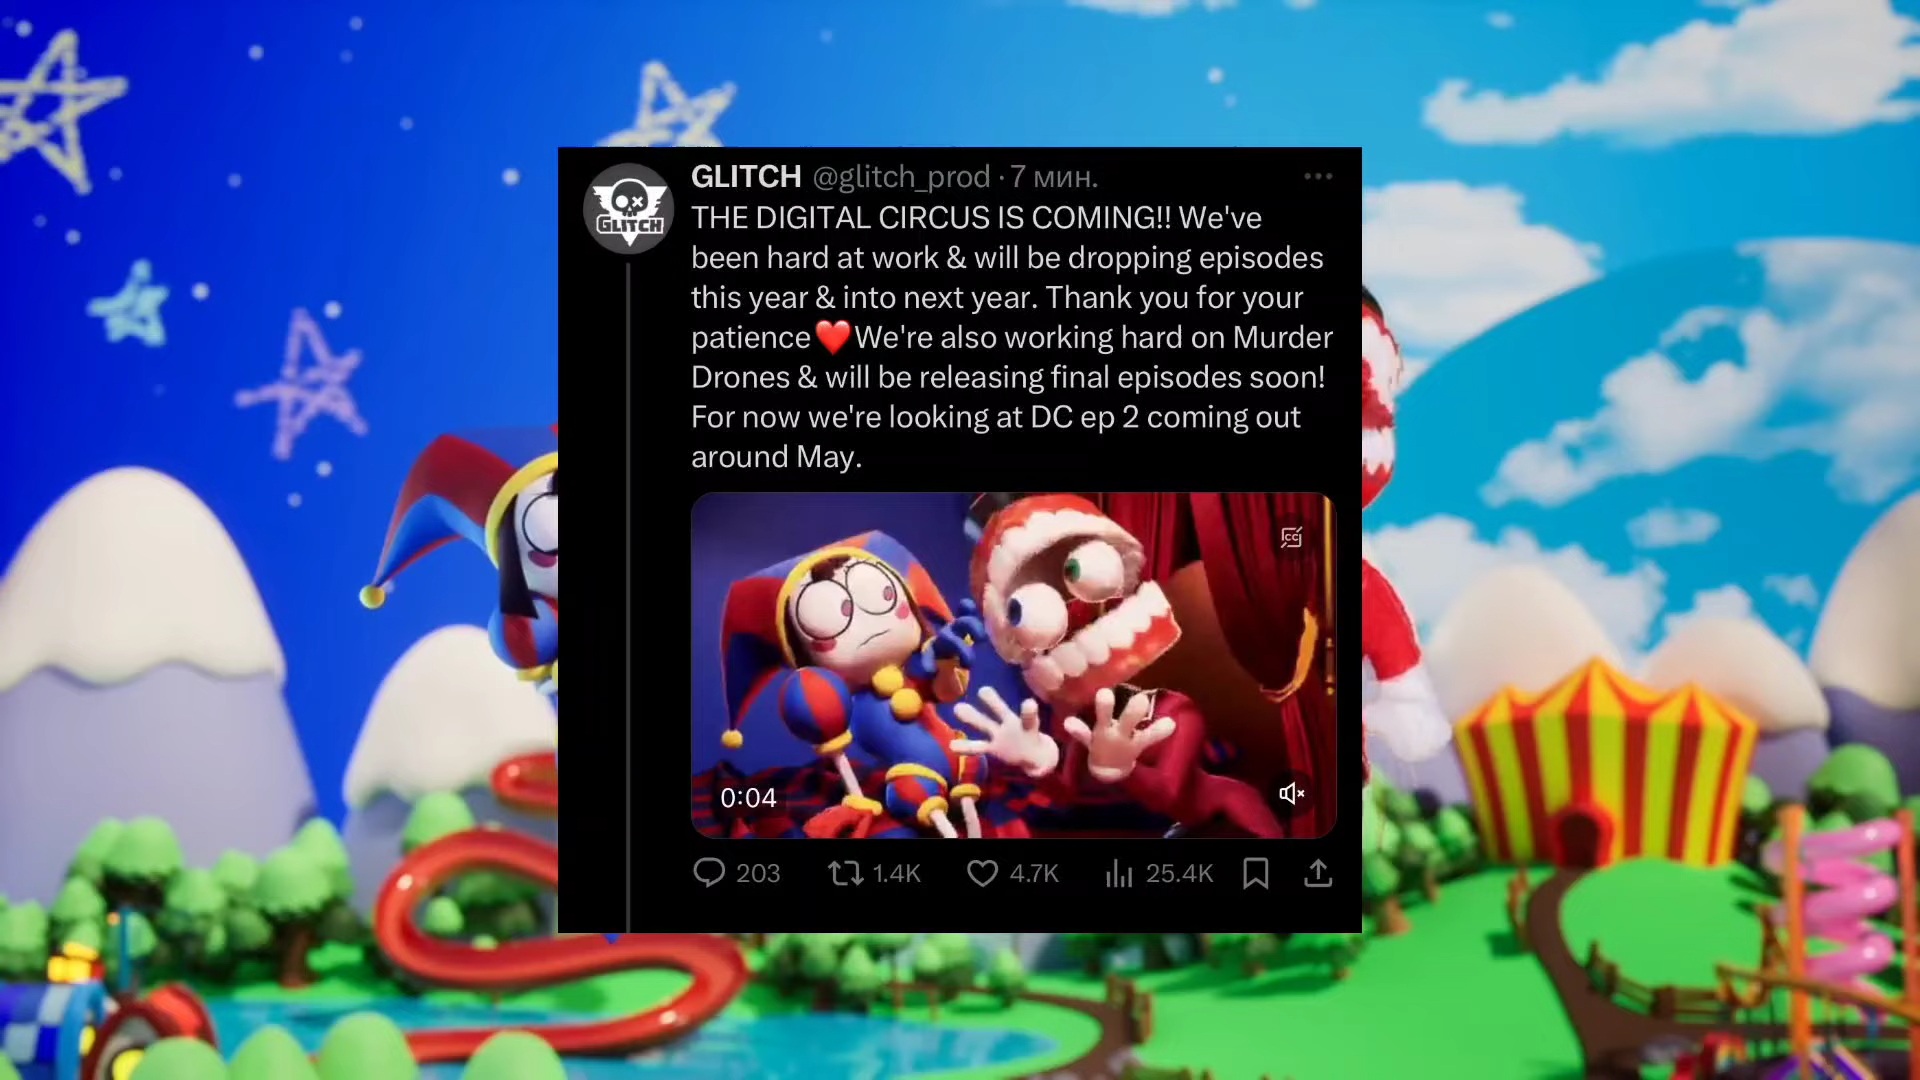 GLITCH @glitch_prod · 7 мин.
THE DIGITAL CIRCUS IS COMING!! We've
been hard at work & will be dropping episodes
this year & into next year. Thank you for your
patience❤️We're also working hard on Murder
Drones & will be releasing final episodes soon!
For now we're looking at DC ep 2 coming out
around May.
GLITCH
CC
0:04
203 1.4K 4.7K 25.4K